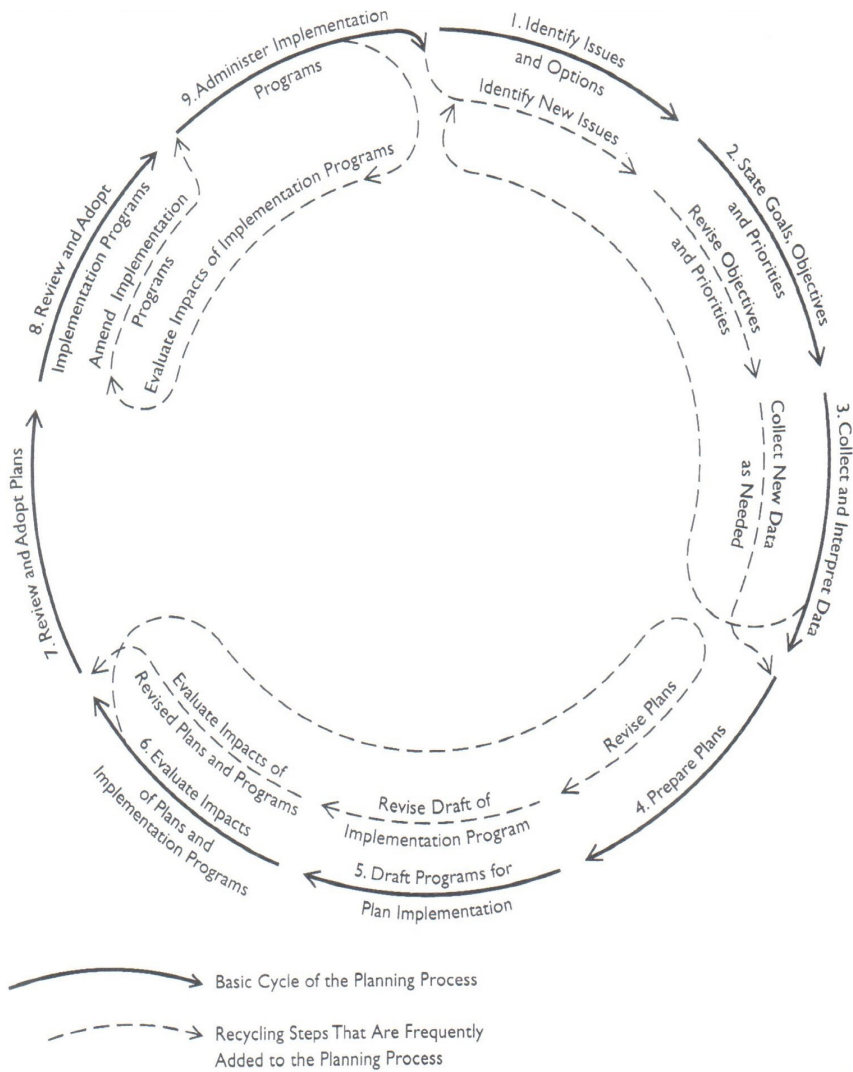 1. Identify Issues
and Options
Identify New Issues
2. State Goals, Objectives
and Priorities
Revise Objectives
and Priorities
3. Collect and Interpret Data
Collect New Data
as Needed
4. Prepare Plans
Revise Plans
5. Draft Programs for
Plan Implementation
Revise Draft of
Implementation Program
6. Evaluate Impacts
of Plans and
Implementation Programs
Evaluate Impacts of
Revised Plans and Programs
7. Review and Adopt Plans
8. Review and Adopt
Implementation Programs
Amend Implementation
Programs
Evaluate Impacts of Implementation Programs
9. Administer Implementation
Programs
Basic Cycle of the Planning Process
Recycling Steps That Are Frequently
Added to the Planning Process